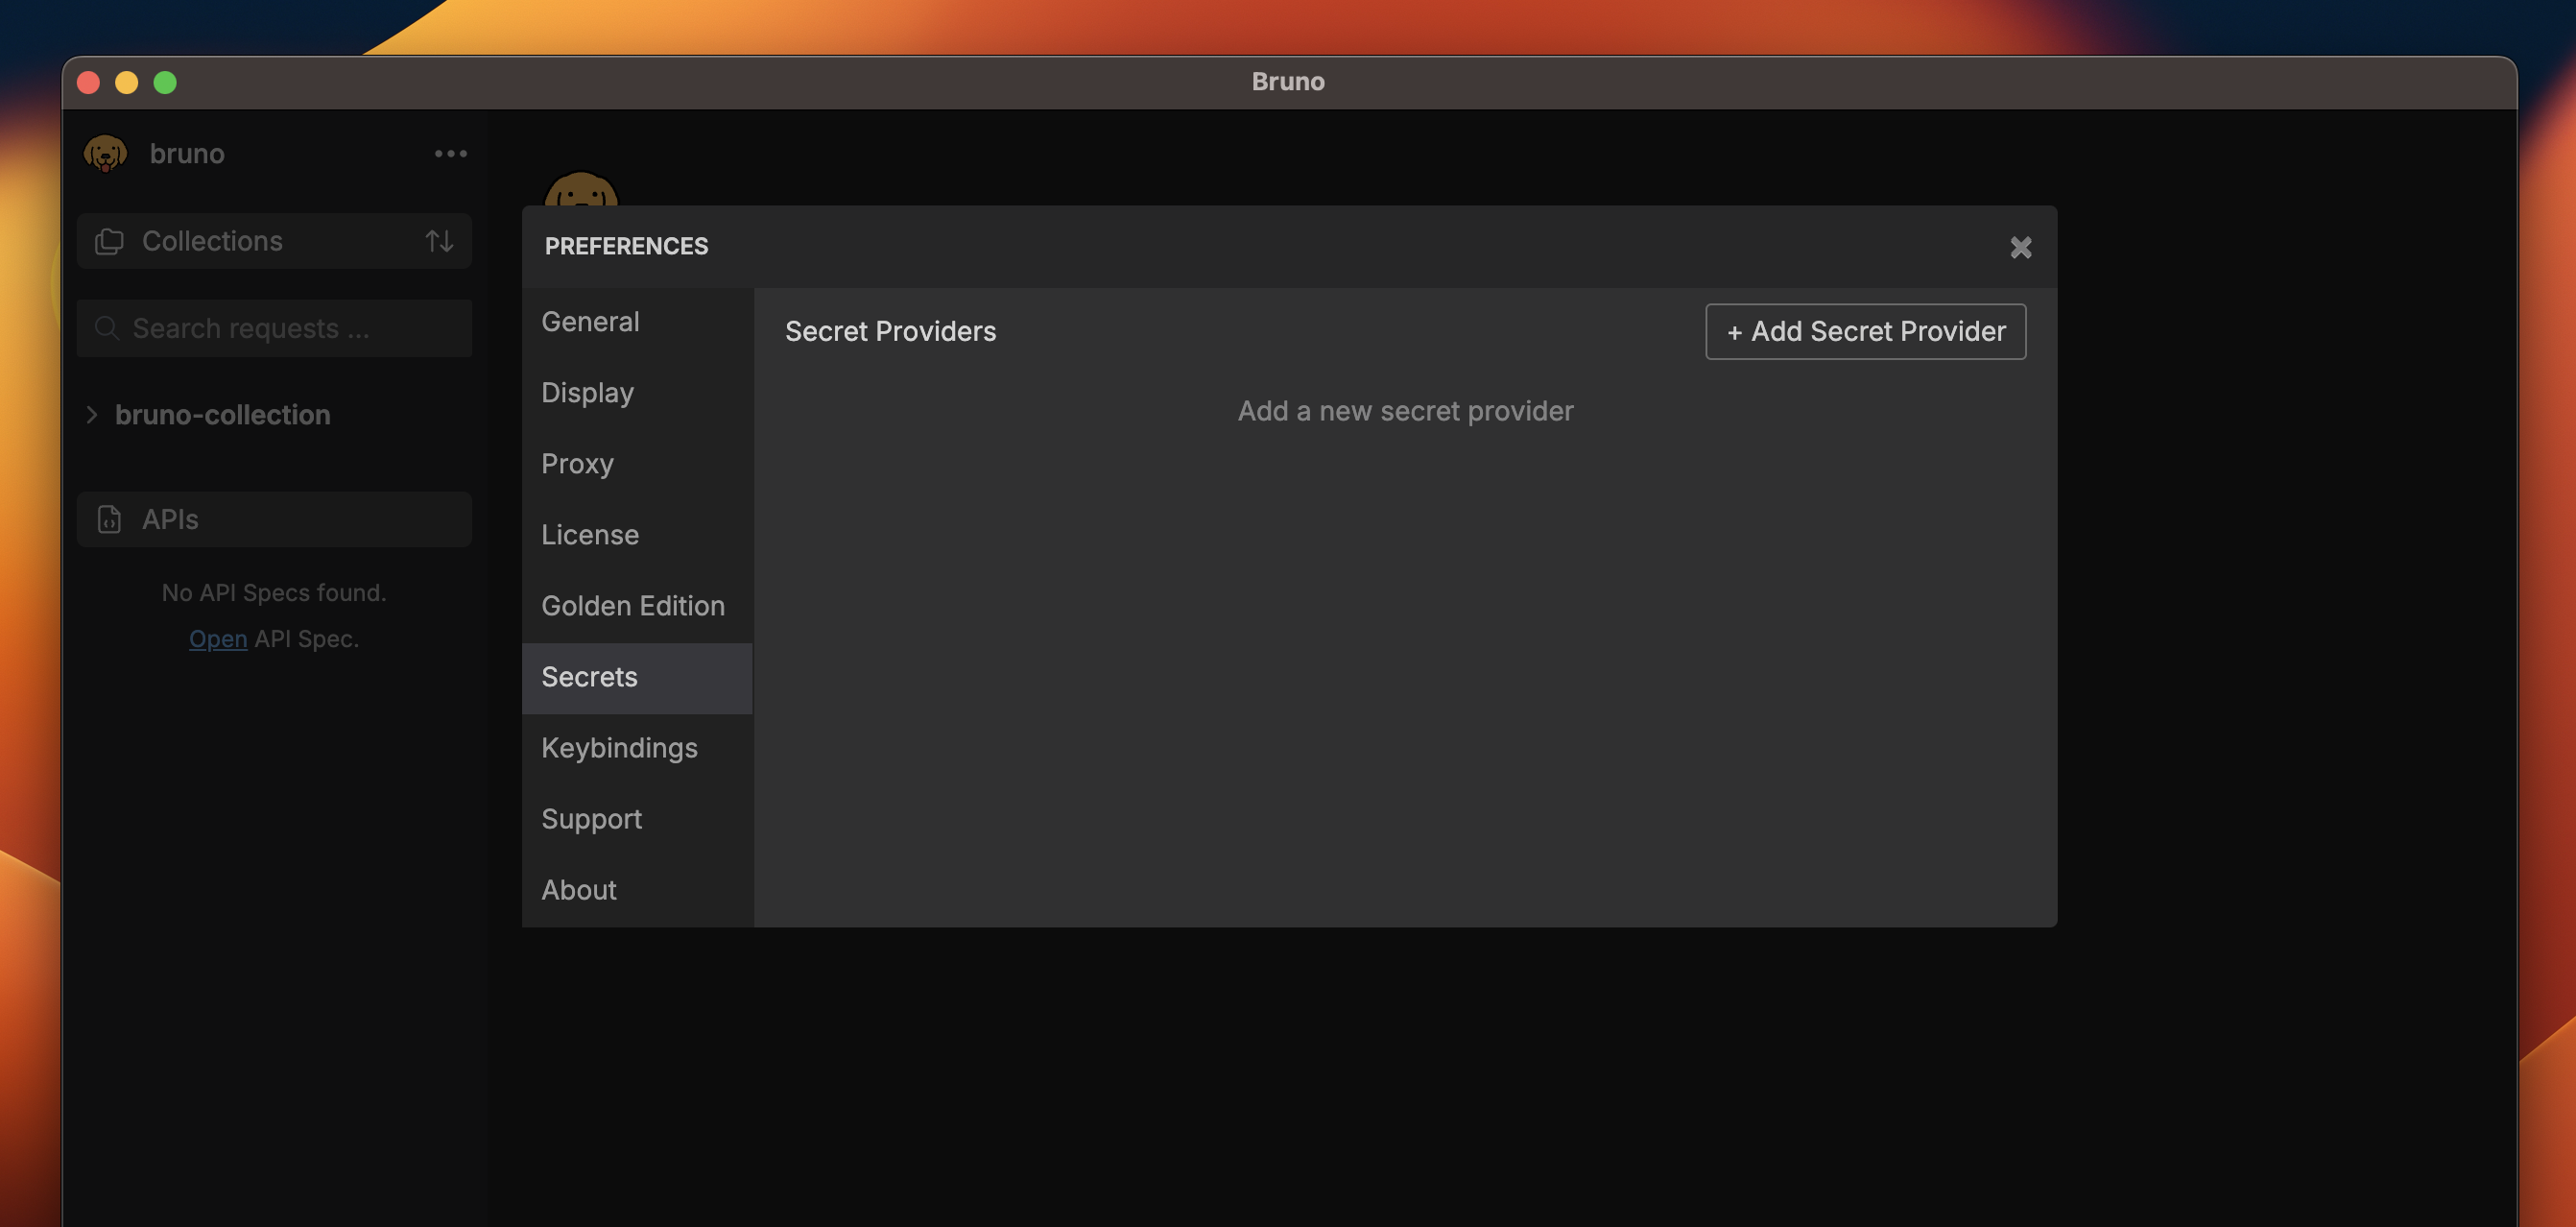 Bruno
bruno
Collections
Search requests ...
bruno-collection
APIs
No API Specs found.
Open API Spec.
PREFERENCES
General
Display
Proxy
License
Golden Edition
Secrets
Keybindings
Support
About
Secret Providers
+ Add Secret Provider
Add a new secret provider